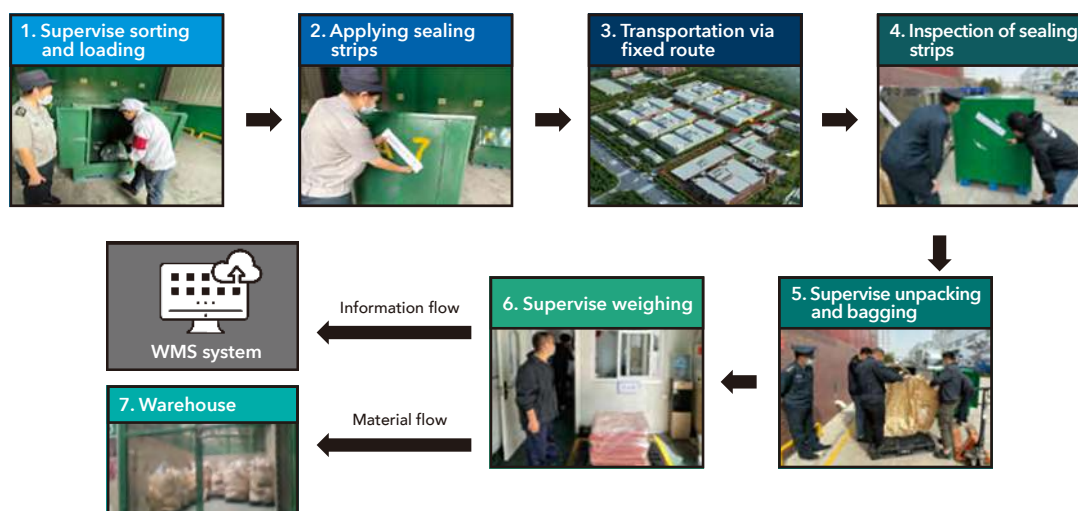 1. Supervise sorting
and loading
2. Applying sealing
strips
3. Transportation via
fixed route
4. Inspection of sealing
strips
7
WMS system
Information flow
6. Supervise weighing
5. Supervise unpacking
and bagging
7. Warehouse
Material flow